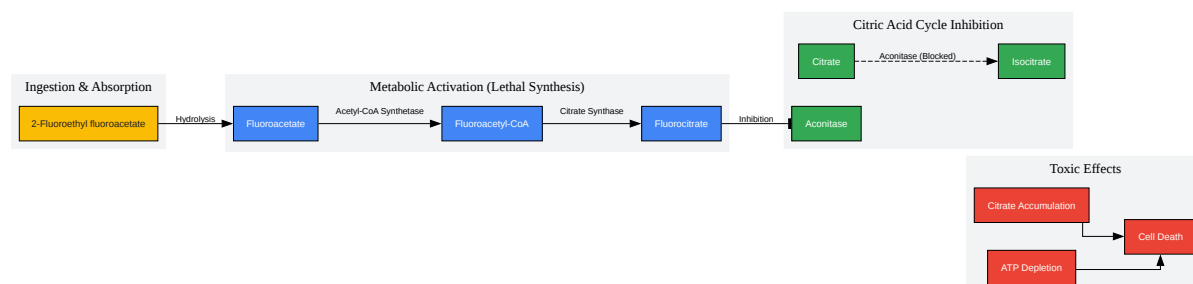 Citric Acid Cycle Inhibition
Citrate
Aconitase (Blocked)
Isocitrate
Ingestion & Absorption
2-Fluoroethyl fluoroacetate
Hydrolysis
Metabolic Activation (Lethal Synthesis)
Fluoroacetate
Acetyl-CoA Synthetase
Fluoroacetyl-CoA
Citrate Synthase
Fluorocitrate
Inhibition
Aconitase
Toxic Effects
Citrate Accumulation
Cell Death
ATP Depletion